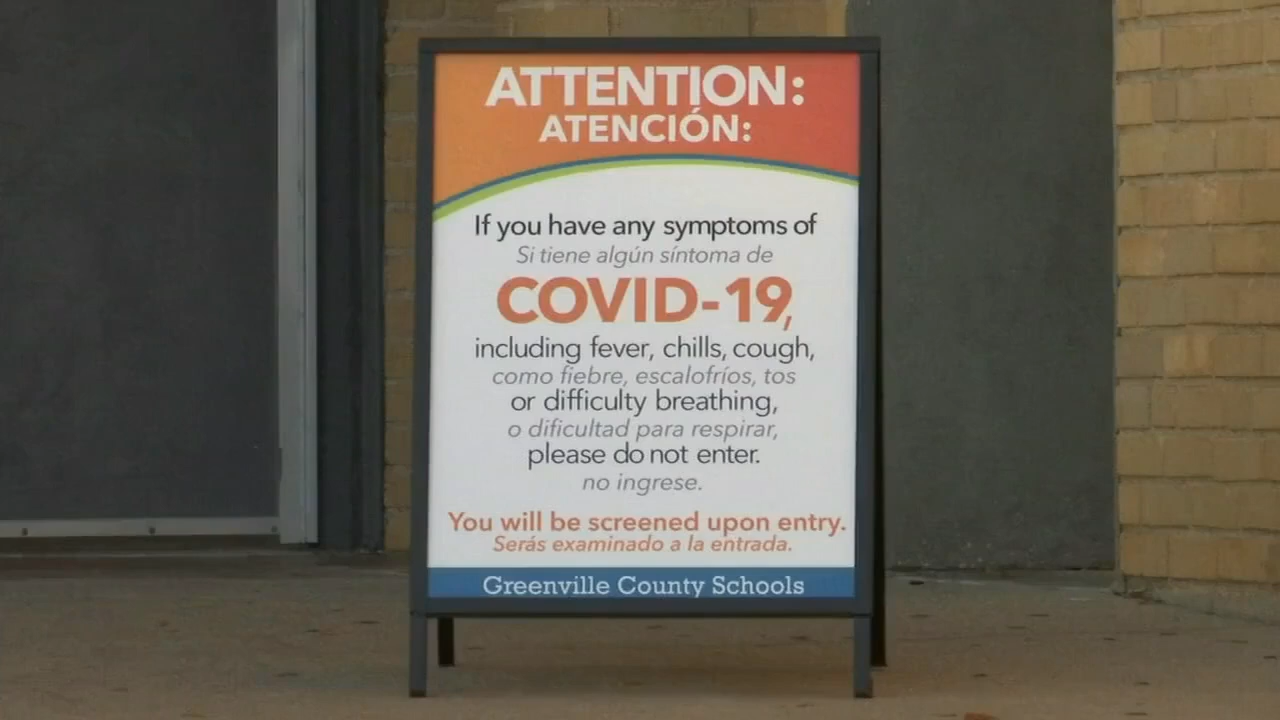 ATTENTION:
ATENCIÓN:
If you have any symptoms of
Si tiene algún síntoma de
COVID-19,
including fever, chills, cough,
como fiebre, escalofríos, tos
or difficulty breathing,
o dificultad para respirar,
please do not enter.
no ingrese.
You will be screened upon entry.
Serás examinado a la entrada.
Greenville County Schools